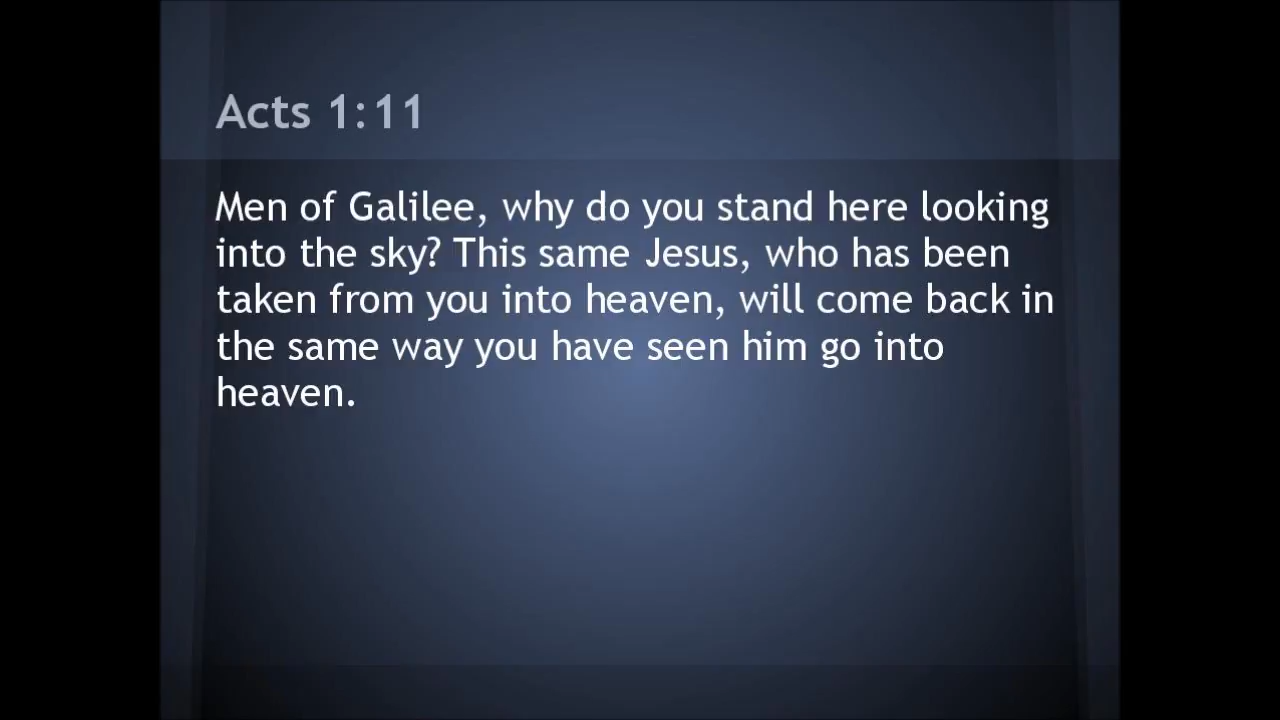 Acts 1:11
Men of Galilee, why do you stand here looking
into the sky? This same Jesus, who has been
taken from you into heaven, will come back in
the same way you have seen him go into
heaven.